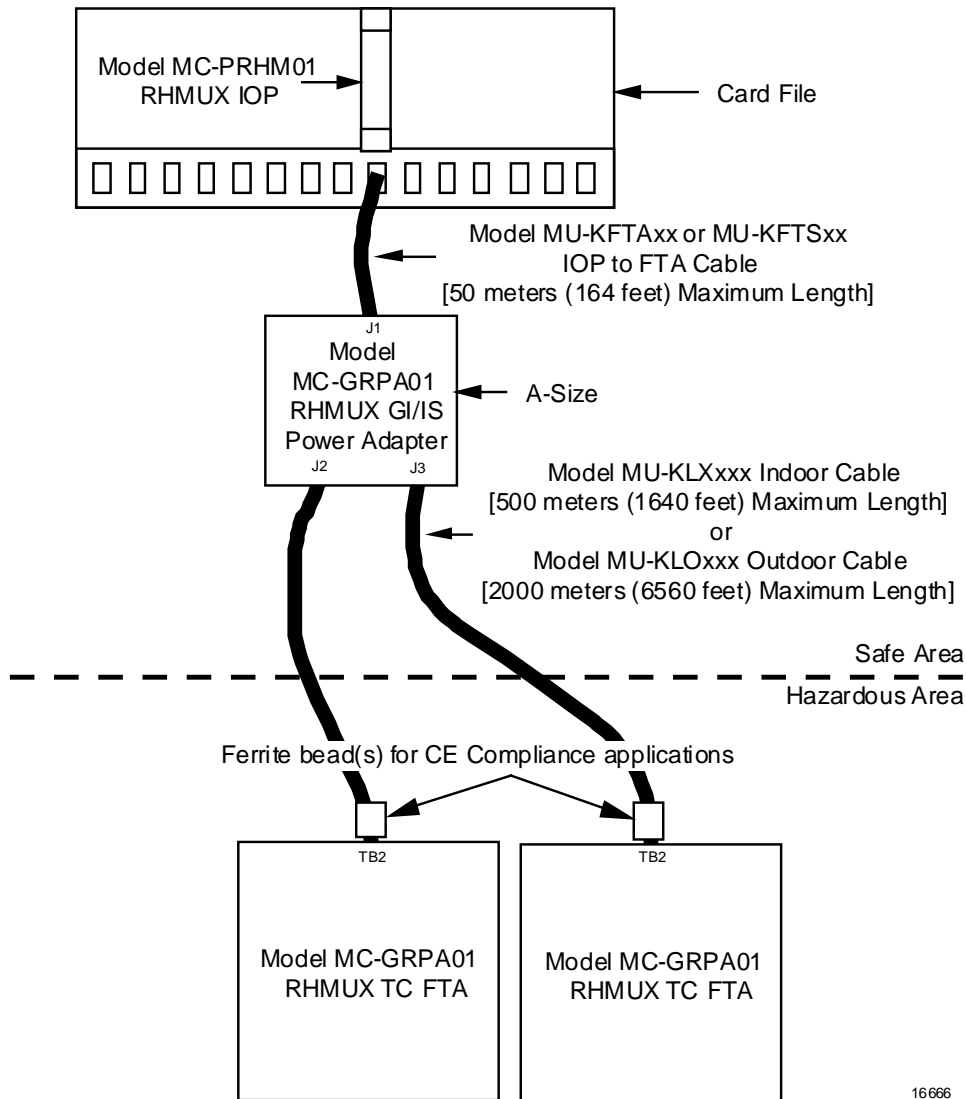 Model MC-PRHM01
RHMUX IOP
Card File
Model MU-KFTAxx or MU-KFTSxx
IOP to FTA Cable
[50 meters (164 feet) Maximum Length]
J1
Model
MC-GRPA01
RHMUX GI/IS
Power Adapter
J2
J3
A-Size
Model MU-KLXxxx Indoor Cable
[500 meters (1640 feet) Maximum Length]
or
Model MU-KLOxxx Outdoor Cable
[2000 meters (6560 feet) Maximum Length]
Safe Area
Hazardous Area
Ferrite bead(s) for CE Compliance applications
TB2
TB2
Model MC-GRPA01
RHMUX TC FTA
Model MC-GRPA01
RHMUX TC FTA
16666